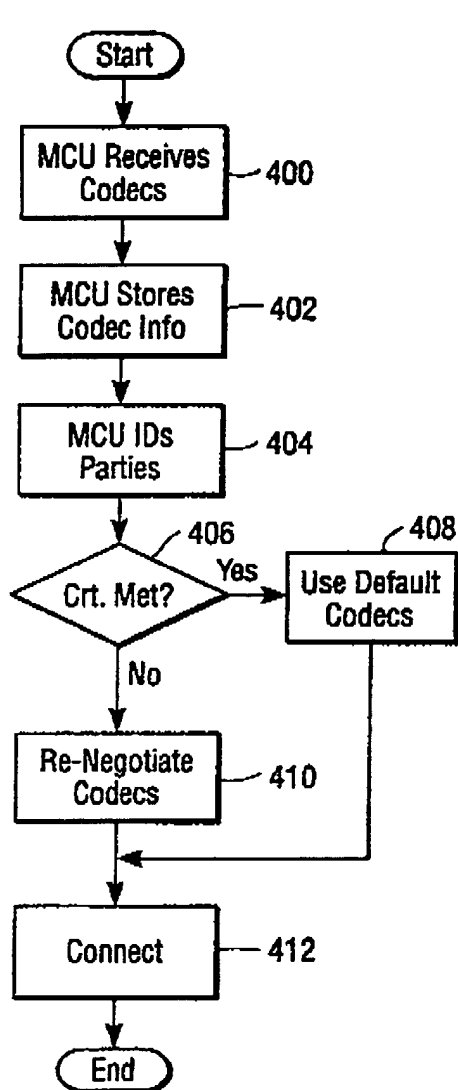 Start
MCU Receives
Codecs
400
MCU Stores
Codec Info
402
MCU IDs
Parties
404
406
Crt. Met?
Yes
408
Use Default
Codecs
No
Re-Negotiate
Codecs
410
Connect
412
End